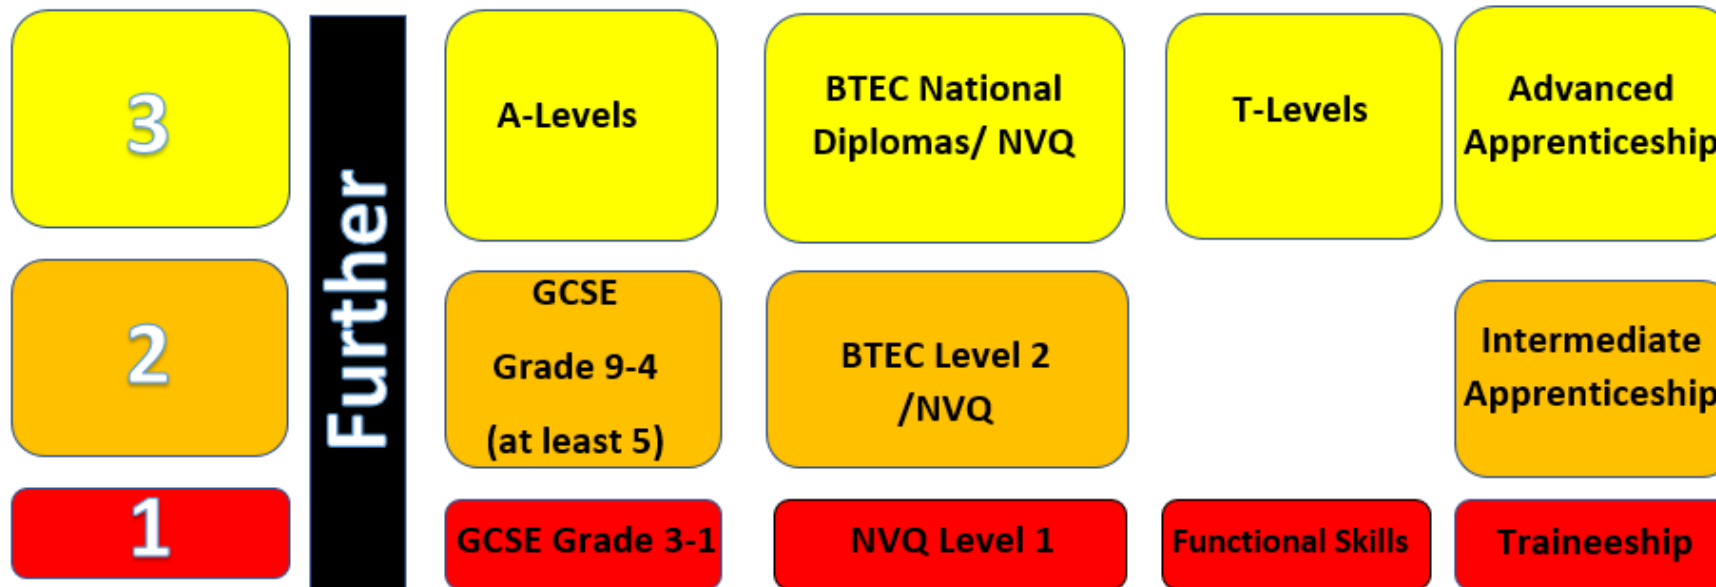 3
Further
A-Levels
BTEC National
Diplomas/ NVQ
T-Levels
Advanced
Apprenticeship
2
GCSE
Grade 9-4
(at least 5)
BTEC Level 2
/NVQ
Intermediate
Apprenticeship
1
GCSE Grade 3-1
NVQ Level 1
Functional Skills
Traineeship